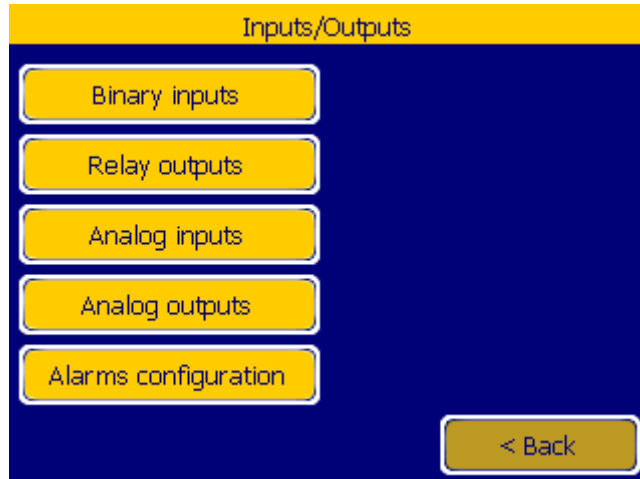 Inputs/Outputs
Binary inputs
Relay outputs
Analog inputs
Analog outputs
Alarms configuration
< Back